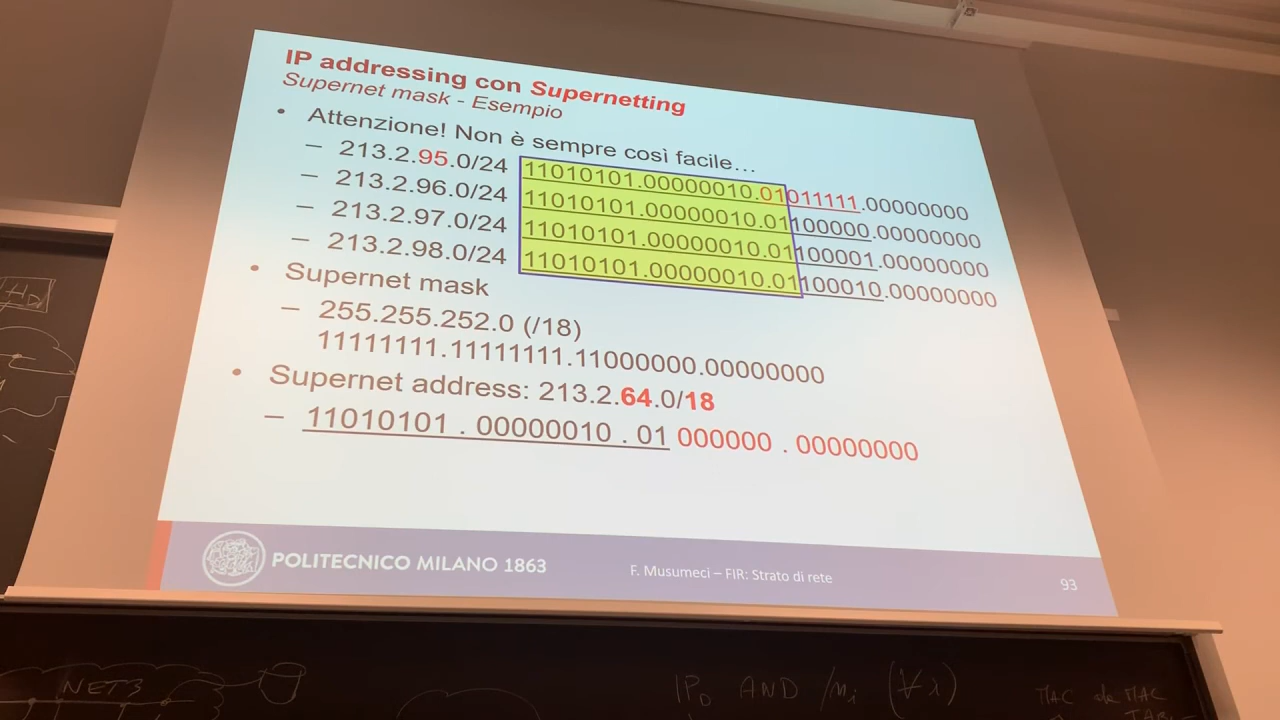 IP addressing con Supernetting
Supernet mask - Esempio
• Attenzione! Non è sempre così facile…
– 213.2.95.0/24 11010101.00000010.01011111.00000000
– 213.2.96.0/24 11010101.00000010.01100000.00000000
– 213.2.97.0/24 11010101.00000010.01100001.00000000
– 213.2.98.0/24 11010101.00000010.01100010.00000000
• Supernet mask
– 255.255.252.0 (/18)
11111111.11111111.11000000.00000000
• Supernet address: 213.2.64.0/18
– 11010101 . 00000010 . 01 000000 . 00000000
POLITECNICO MILANO 1863
F. Musumeci – FIR: Strato di rete
93
NET3
IP_D AND /m_i (∀i)
MAC
MAC